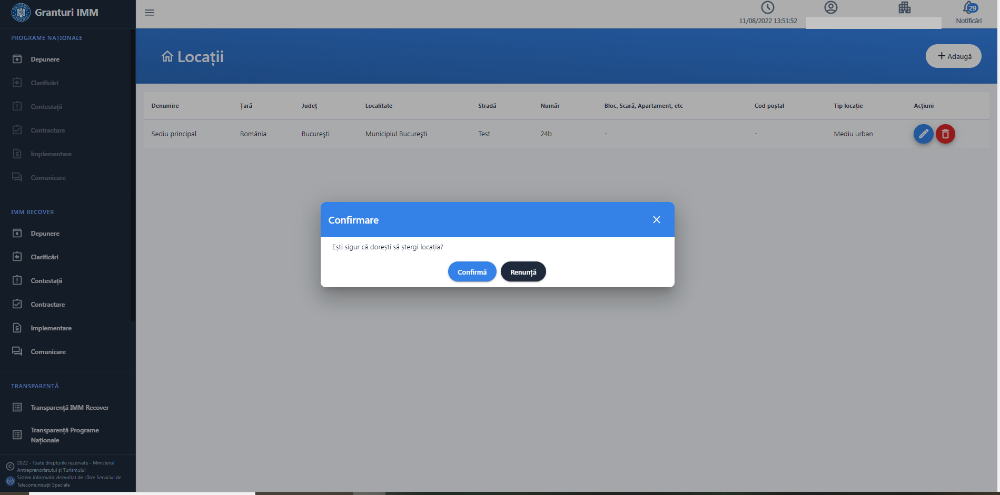 Granturi IMM
11/08/2022 13:51:52
29
Notificări
PROGRAME NAȚIONALE
Depunere
Clarificări
Contestații
Contractare
Implementare
Comunicare
IMM RECOVER
Depunere
Clarificări
Contestații
Contractare
Implementare
Comunicare
TRANSPARENȚĂ
Transparență IMM Recover
Transparență Programe
Naționale
2022 - Toate drepturile rezervate - Ministerul
Antreprenoriatului și Turismului
Sistem informatic dezvoltat de către Serviciul de
Telecomunicații Speciale
Locații
Adaugă
Denumire Țară Județ Localitate Stradă Număr Bloc, Scară, Apartament, etc Cod poștal Tip locație Acțiuni
Sediu principal România Bucureşti Municipiul Bucureşti Test 24b - - Mediu urban
Confirmare
Ești sigur că dorești să ștergi locația?
Confirmă Renunță